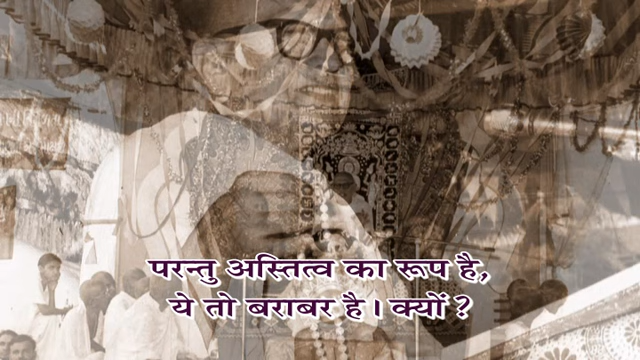 परन्तु अस्तित्व का रूप है,
ये तो बराबर है । क्यों ?